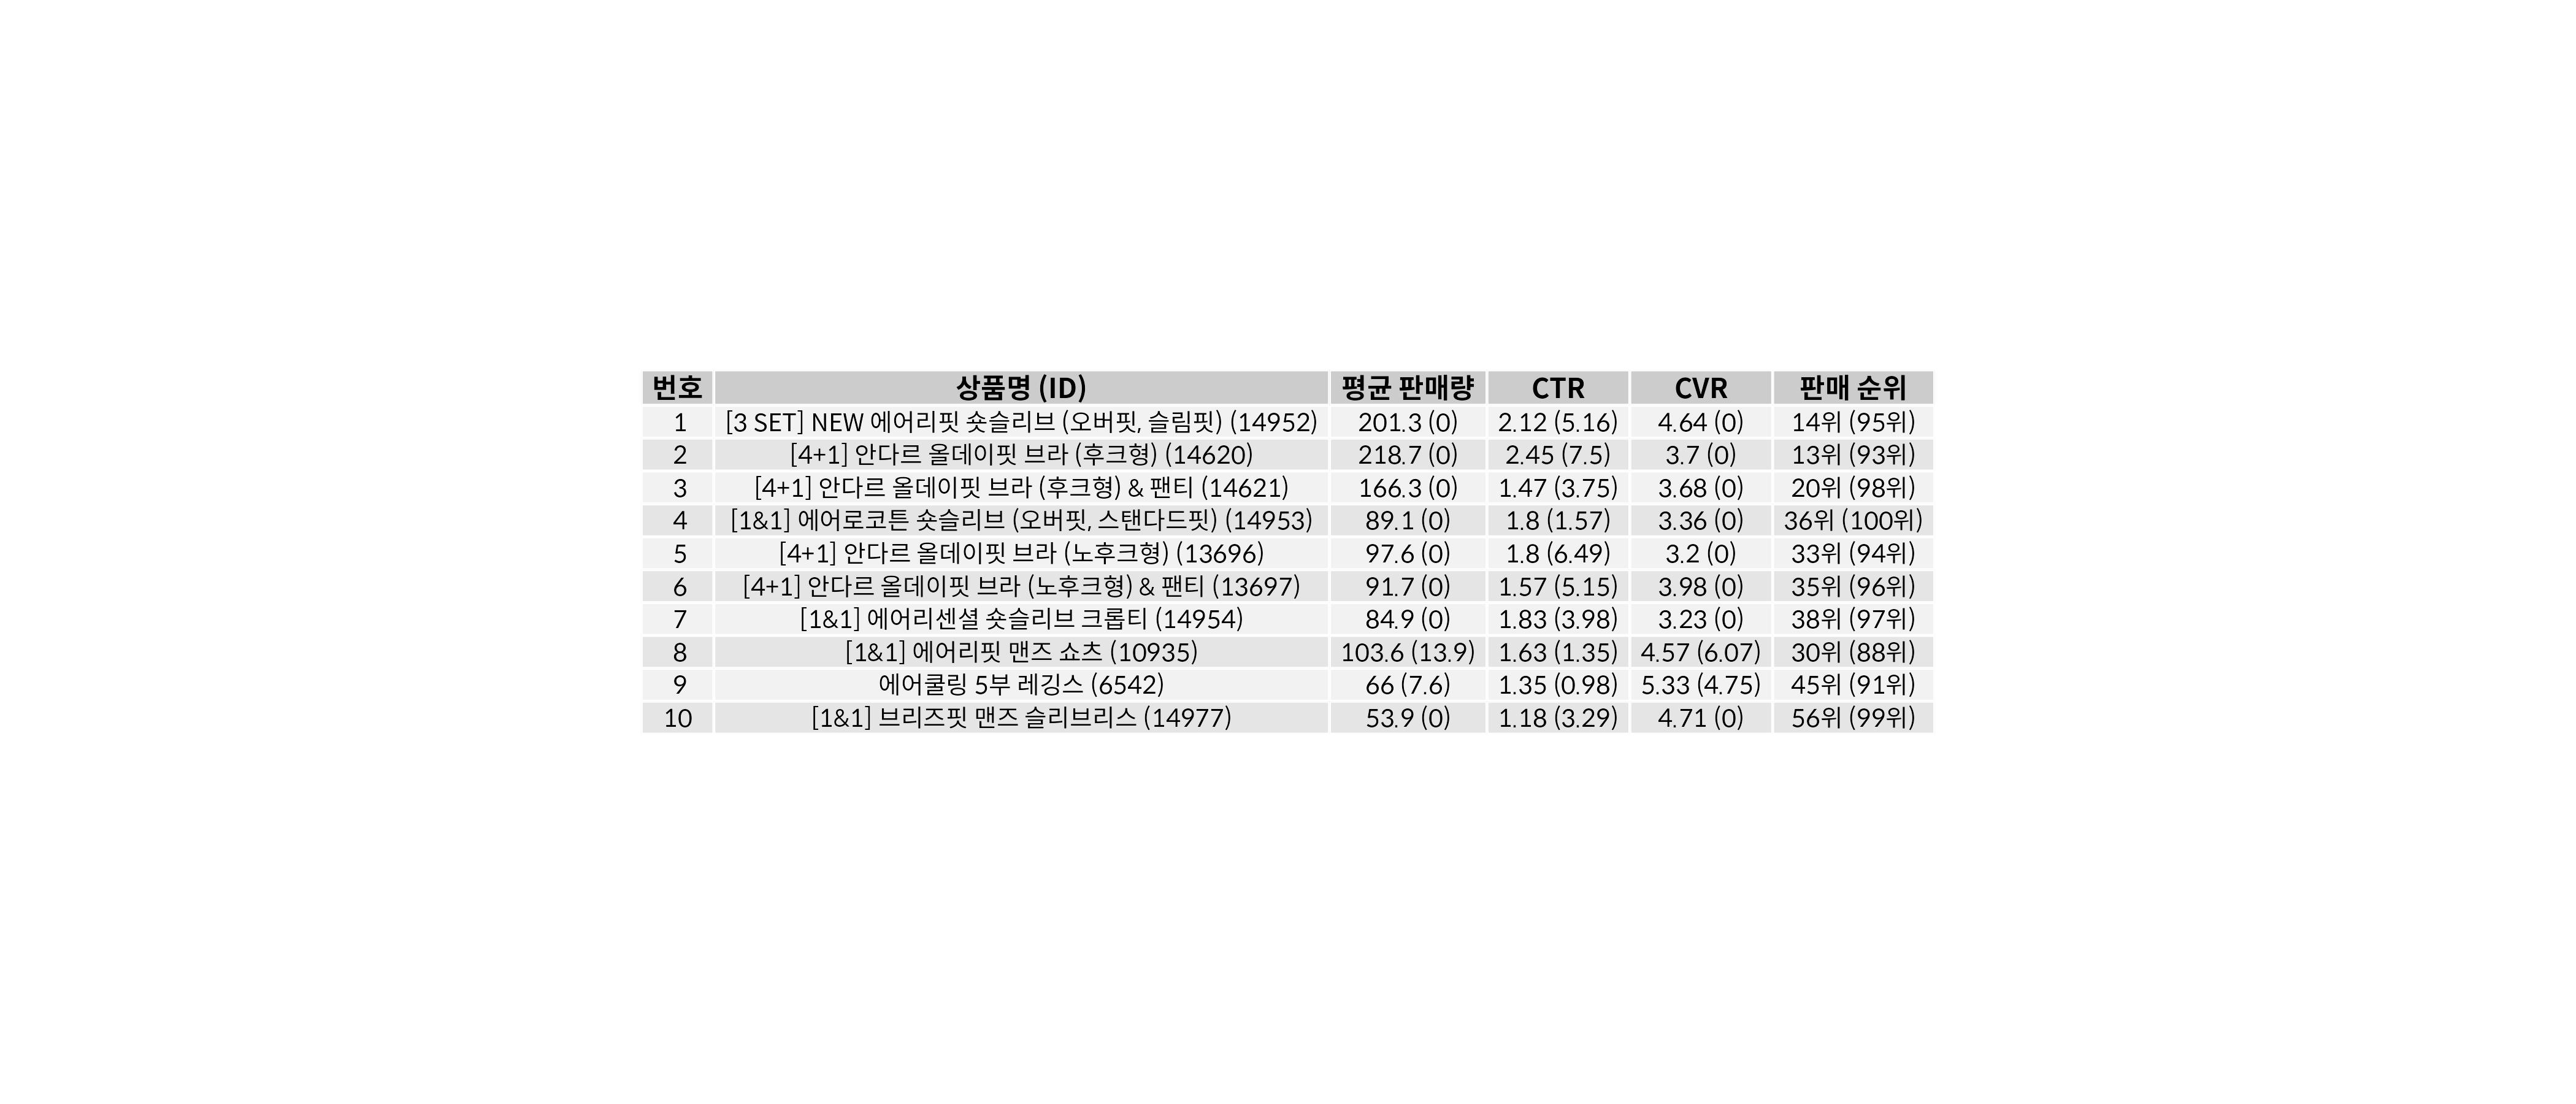 번호 상품명 (ID) 평균 판매량 CTR CVR 판매 순위
1 [3 SET] NEW 에어리핏 숏슬리브 (오버핏, 슬림핏) (14952) 201.3 (0) 2.12 (5.16) 4.64 (0) 14위 (95위)
2 [4+1] 안다르 올데이핏 브라 (후크형) (14620) 218.7 (0) 2.45 (7.5) 3.7 (0) 13위 (93위)
3 [4+1] 안다르 올데이핏 브라 (후크형) & 팬티 (14621) 166.3 (0) 1.47 (3.75) 3.68 (0) 20위 (98위)
4 [1&1] 에어로코튼 숏슬리브 (오버핏, 스탠다드핏) (14953) 89.1 (0) 1.8 (1.57) 3.36 (0) 36위 (100위)
5 [4+1] 안다르 올데이핏 브라 (노후크형) (13696) 97.6 (0) 1.8 (6.49) 3.2 (0) 33위 (94위)
6 [4+1] 안다르 올데이핏 브라 (노후크형) & 팬티 (13697) 91.7 (0) 1.57 (5.15) 3.98 (0) 35위 (96위)
7 [1&1] 에어리센셜 숏슬리브 크롭티 (14954) 84.9 (0) 1.83 (3.98) 3.23 (0) 38위 (97위)
8 [1&1] 에어리핏 맨즈 쇼츠 (10935) 103.6 (13.9) 1.63 (1.35) 4.57 (6.07) 30위 (88위)
9 에어쿨링 5부 레깅스 (6542) 66 (7.6) 1.35 (0.98) 5.33 (4.75) 45위 (91위)
10 [1&1] 브리즈핏 맨즈 슬리브리스 (14977) 53.9 (0) 1.18 (3.29) 4.71 (0) 56위 (99위)